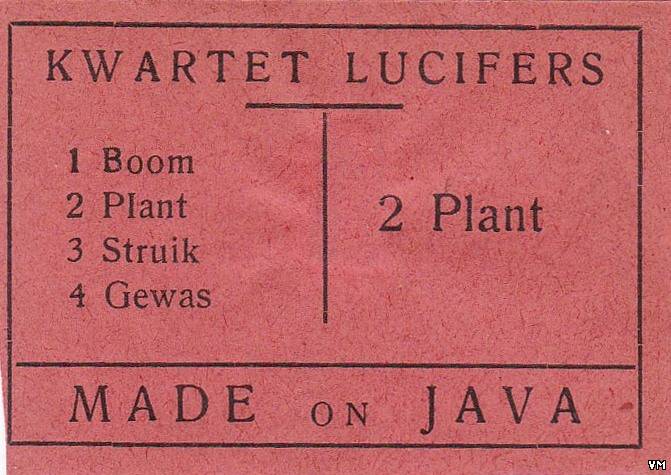 KWARTET LUCIFERS
1 Boom
2 Plant
3 Struik
4 Gewas
2 Plant
MADE ON JAVA
VM